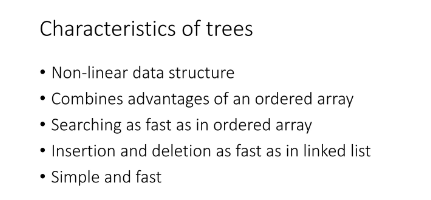 Characteristics of trees
• Non-linear data structure
• Combines advantages of an ordered array
• Searching as fast as in ordered array
• Insertion and deletion as fast as in linked list
• Simple and fast